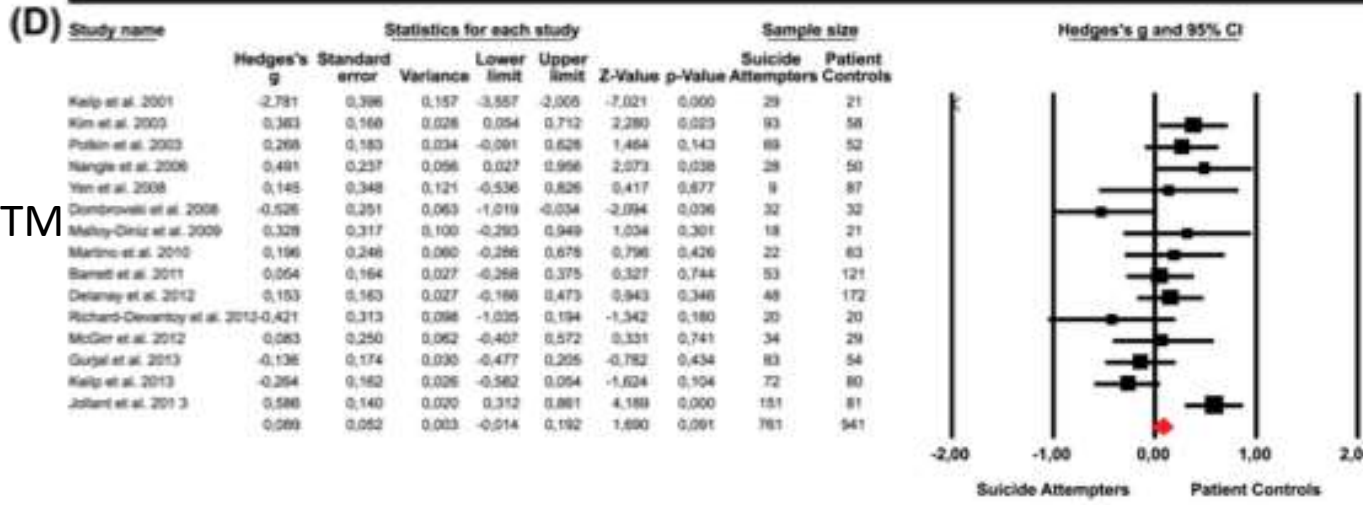 (D) Study name Statistics for each study Sample size Hedges's g and 95% CI
Hedges's g Standard error Variance Lower limit Upper limit Z-Value p-Value Suicide Attempters Patient Controls
Keilp et al. 2001 -2,781 0,396 0,157 -3,557 -2,005 -7,021 0,000 29 21
Kim et al. 2003 0,383 0,168 0,028 0,054 0,712 2,280 0,023 93 58
Potkin et al. 2003 0,268 0,183 0,034 -0,091 0,628 1,464 0,143 69 52
Nangle et al. 2006 0,491 0,237 0,056 0,027 0,956 2,073 0,038 28 50
Yen et al. 2008 0,145 0,348 0,121 -0,536 0,826 0,417 0,677 9 87
TM Dombrovski et al. 2008 -0,526 0,251 0,063 -1,019 -0,034 -2,094 0,036 32 32
Malloy-Diniz et al. 2009 0,328 0,317 0,100 -0,293 0,949 1,034 0,301 18 21
Martino et al. 2010 0,196 0,246 0,060 -0,286 0,678 0,796 0,426 22 63
Barrett et al. 2011 0,054 0,164 0,027 -0,268 0,375 0,327 0,744 53 121
Delaney et al. 2012 0,153 0,163 0,027 -0,166 0,473 0,943 0,346 48 172
Richard-Devantoy et al. 2012 -0,421 0,313 0,098 -1,035 0,194 -1,342 0,180 20 20
McGirr et al. 2012 0,083 0,250 0,062 -0,407 0,572 0,331 0,741 34 29
Gurjal et al. 2013 -0,136 0,174 0,030 -0,477 0,205 -0,782 0,434 83 54
Keilp et al. 2013 -0,264 0,162 0,026 -0,582 0,054 -1,624 0,104 72 80
Jollant et al. 201 3 0,586 0,140 0,020 0,312 0,861 4,189 0,000 151 81
0,089 0,052 0,003 -0,014 0,192 1,690 0,091 761 941
-2,00 -1,00 0,00 1,00 2,0
Suicide Attempters Patient Controls